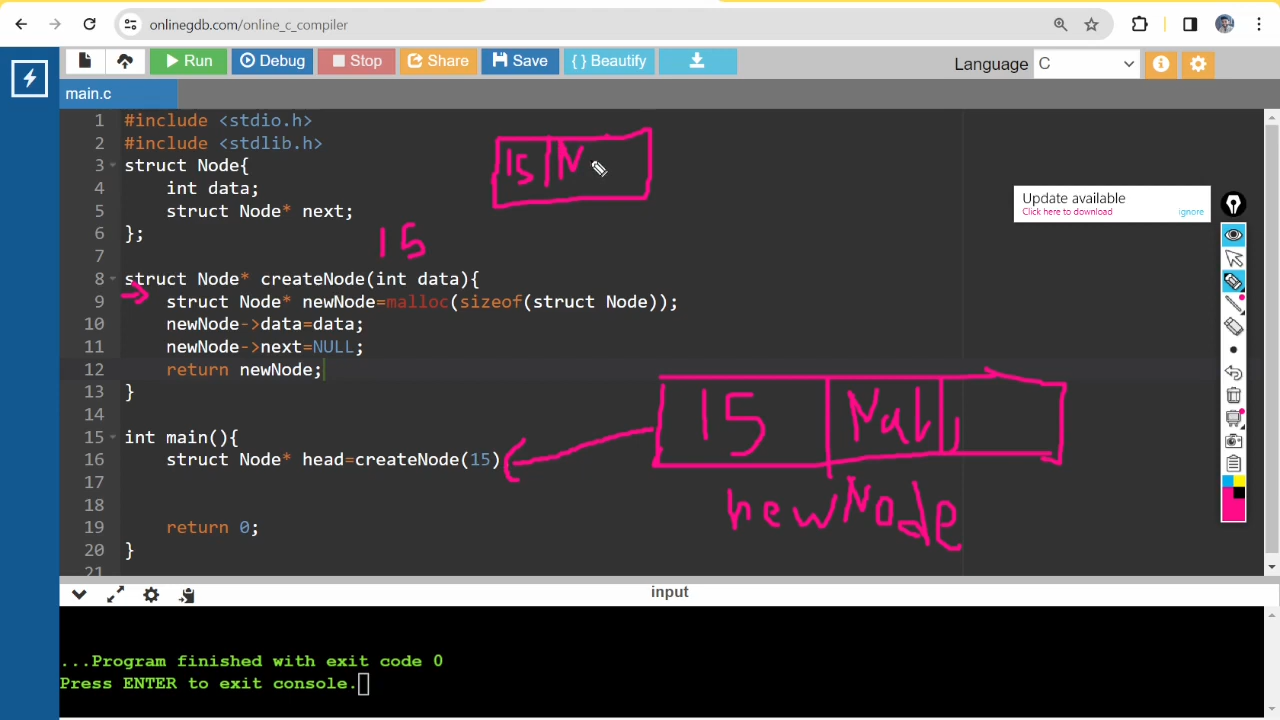 onlinegdb.com/online_c_compiler
Run Debug Stop Share Save { } Beautify Language C
main.c
1 #include <stdio.h>
2 #include <stdlib.h>
3 struct Node{
4 int data;
5 struct Node* next;
6 };
7
8 struct Node* createNode(int data){
9 struct Node* newNode=malloc(sizeof(struct Node));
10 newNode->data=data;
11 newNode->next=NULL;
12 return newNode;
13 }
14
15 int main(){
16 struct Node* head=createNode(15)
17
18
19 return 0;
20 }
21
15 N
15
15 Null
newNode
Update available
Click here to download ignore
input
...Program finished with exit code 0
Press ENTER to exit console.